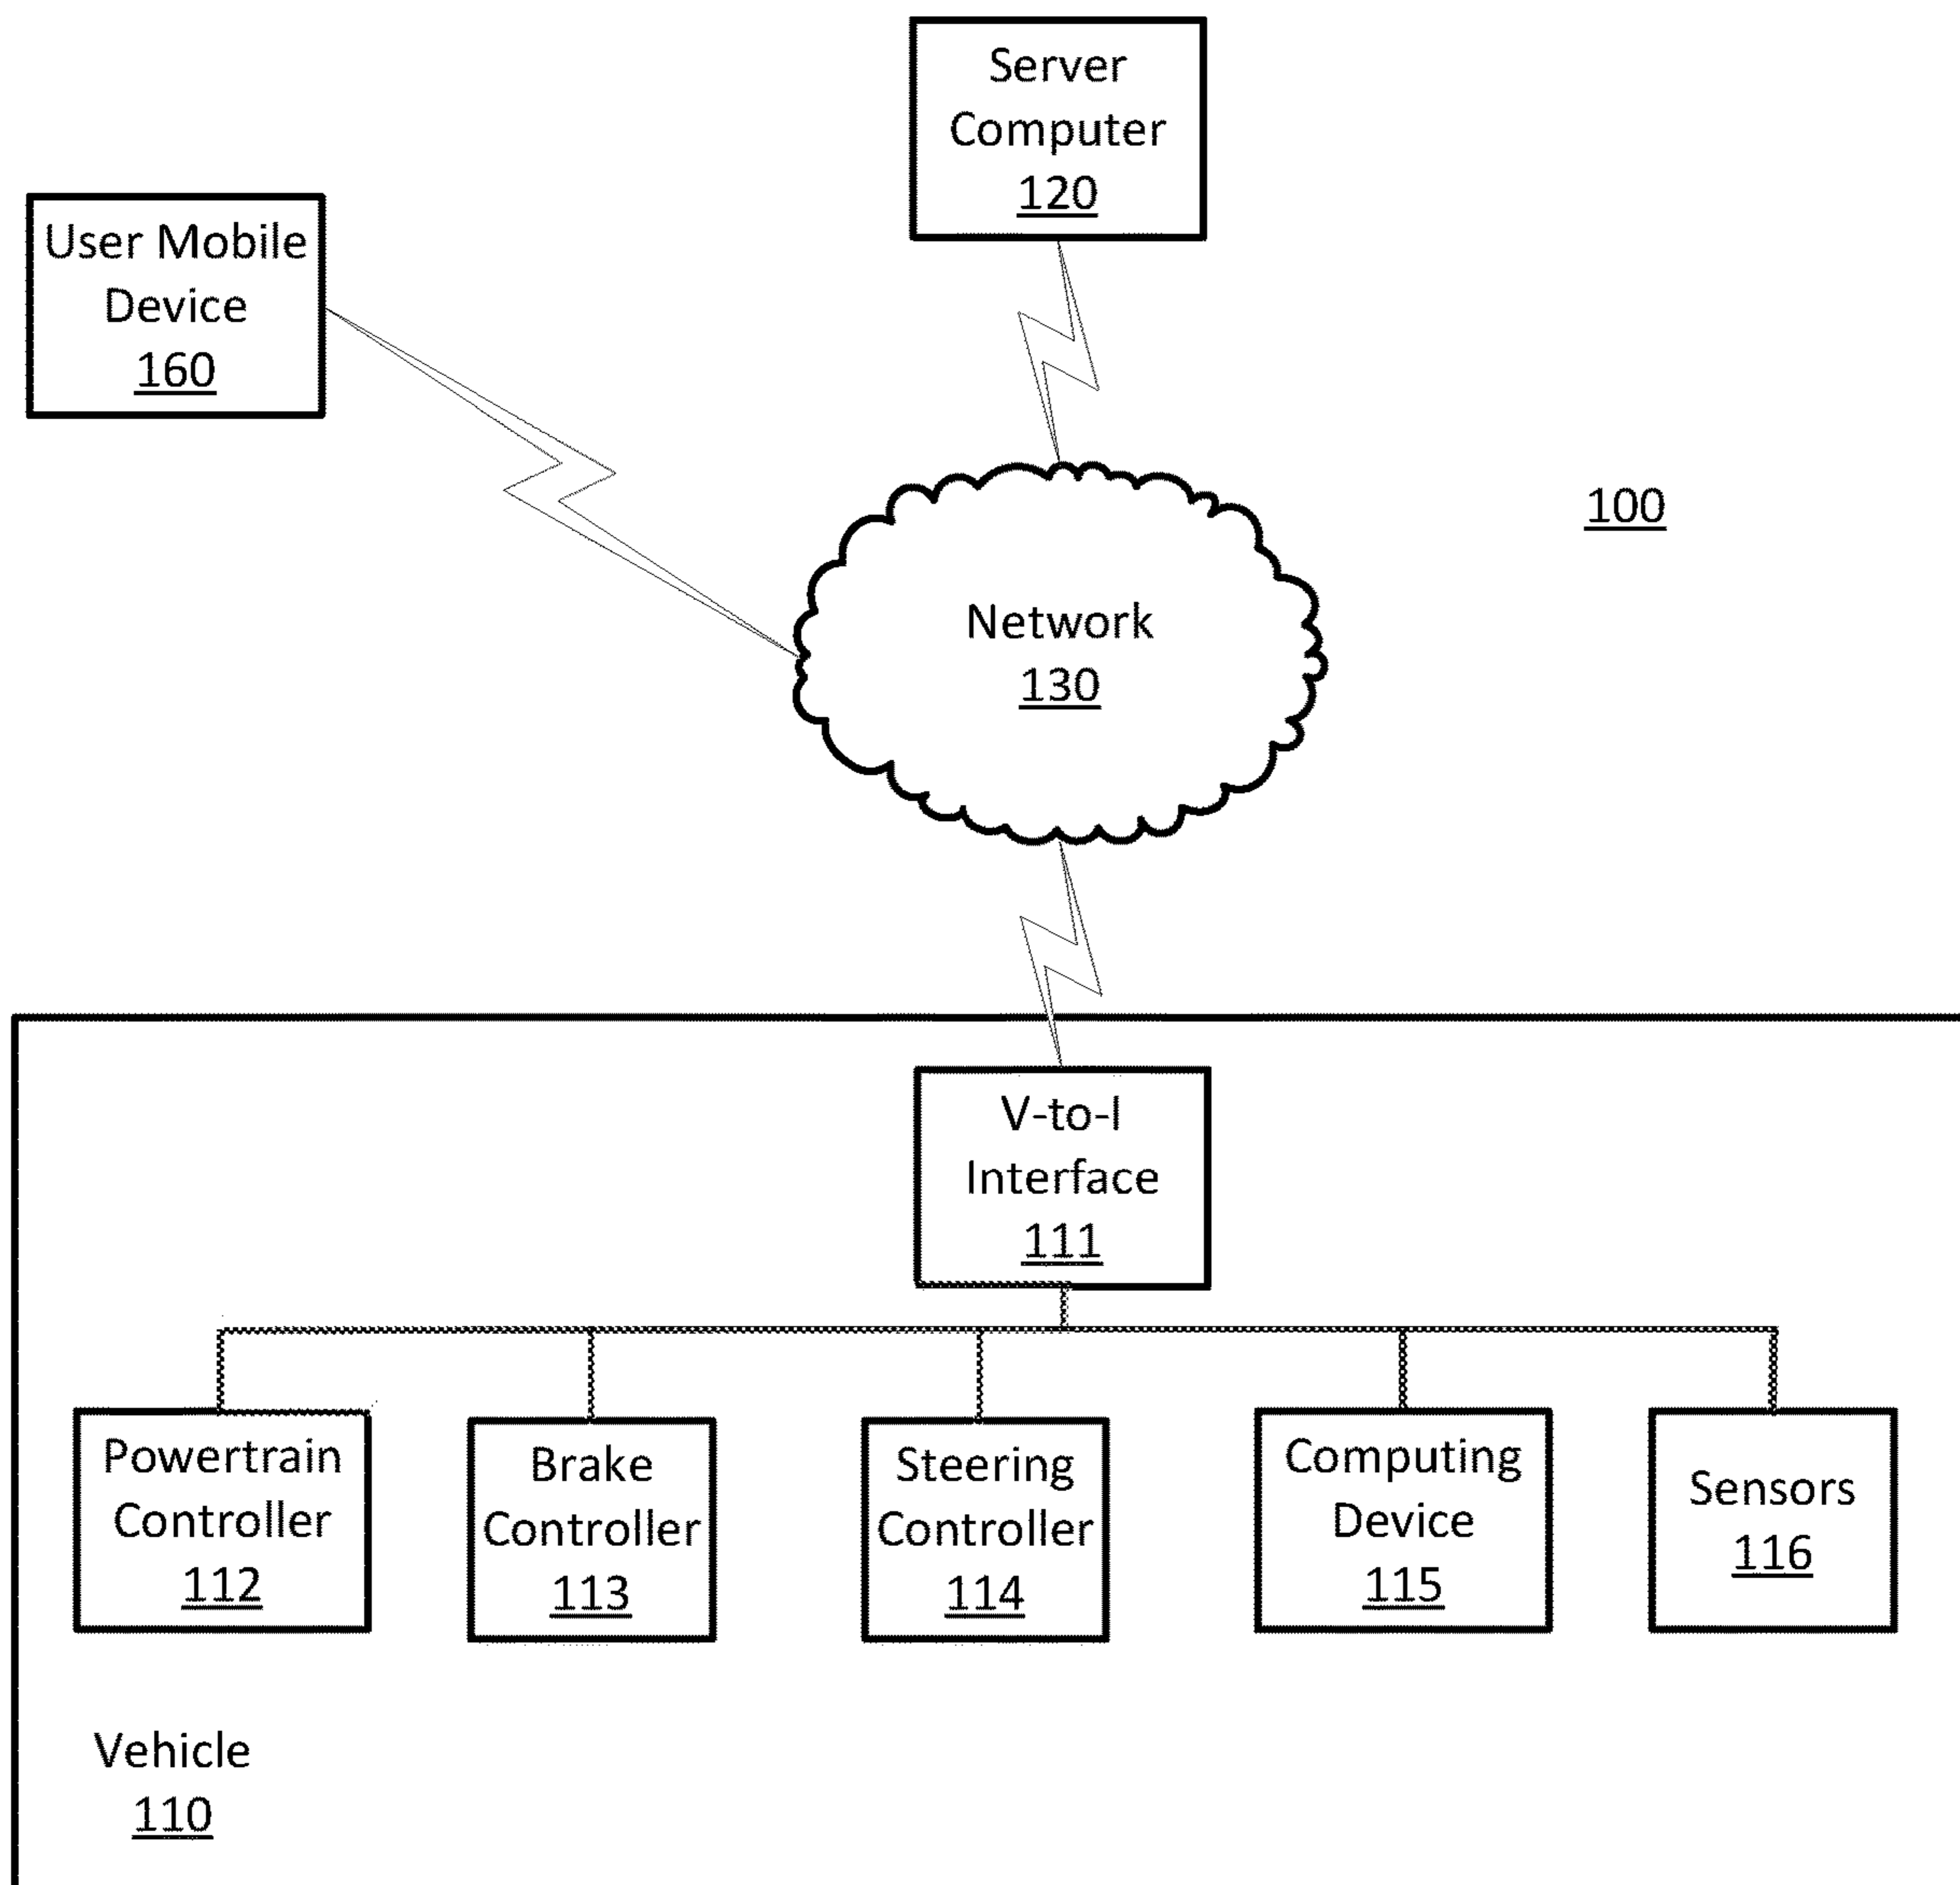 Server
Computer
120
User Mobile
Device
160
100
Network
130
V-to-I
Interface
111
Powertrain
Controller
112
Brake
Controller
113
Steering
Controller
114
Computing
Device
115
Sensors
116
Vehicle
110